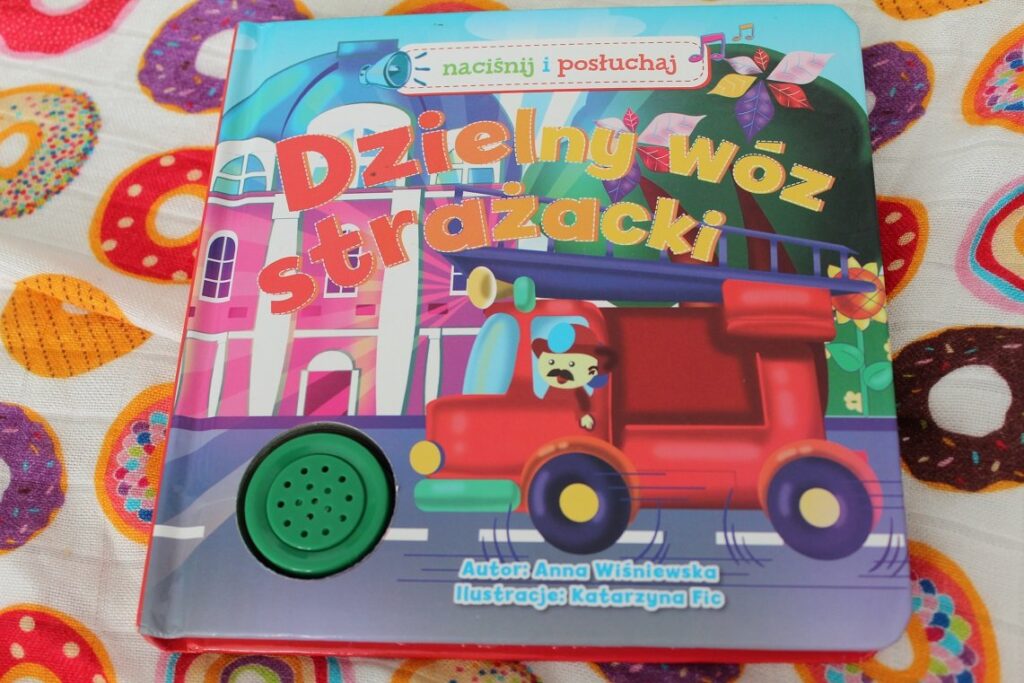 naciśnij i posłuchaj
Dzielny wóz
strażacki
Autor: Anna Wiśniewska
Ilustracje: Katarzyna Fic